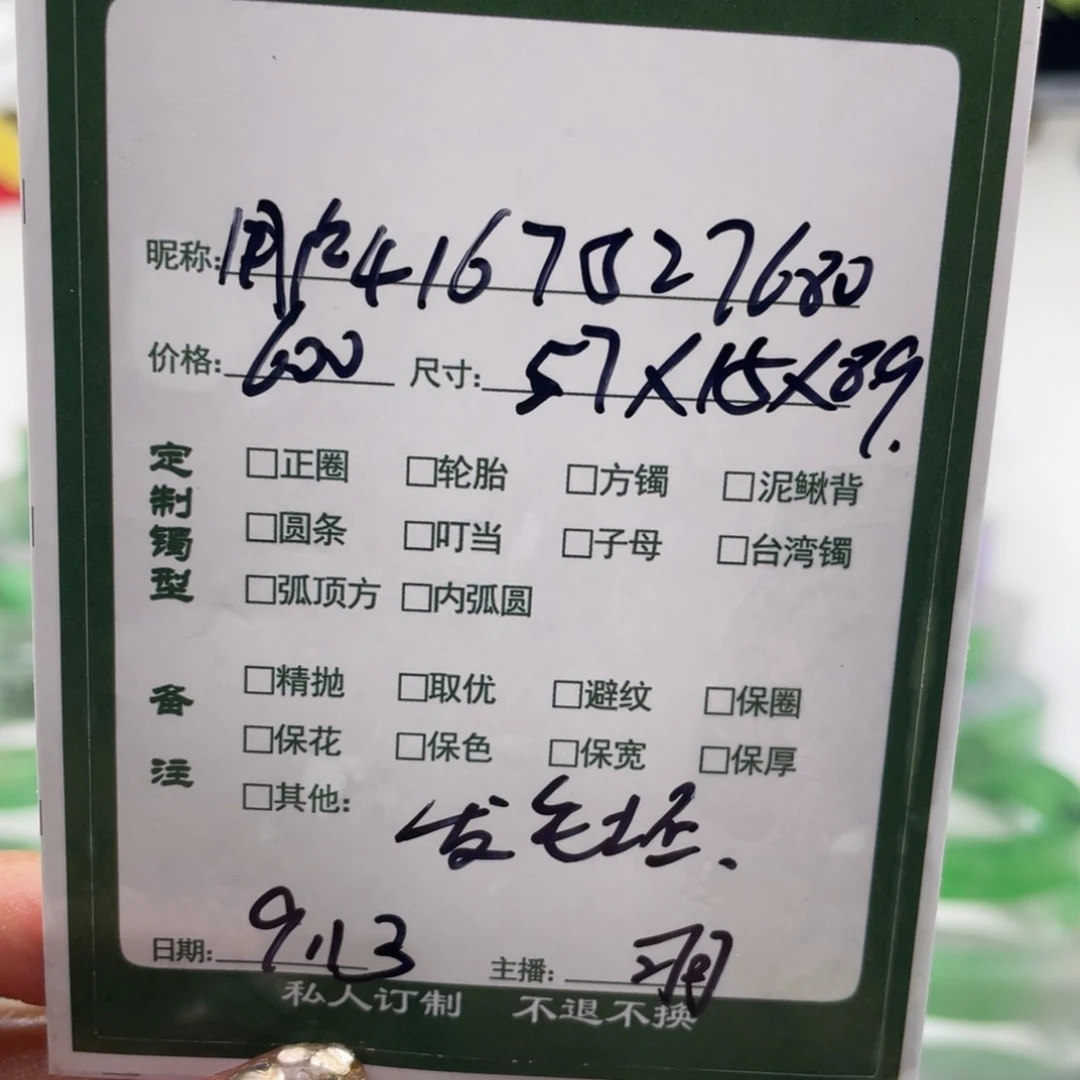 昵称:用户4167527680
价格:600 尺寸:57×15×89.
定制镯型
□正圈 □轮胎 □方镯 □泥鳅背
□圆条 □叮当 □子母 □台湾镯
□弧顶方 □内弧圆
备注
□精抛 □取优 □避纹 □保圈
□保花 □保色 □保宽 □保厚
□其他: 发毛坯.
日期: 9.13 主播:
私人订制 不退不换